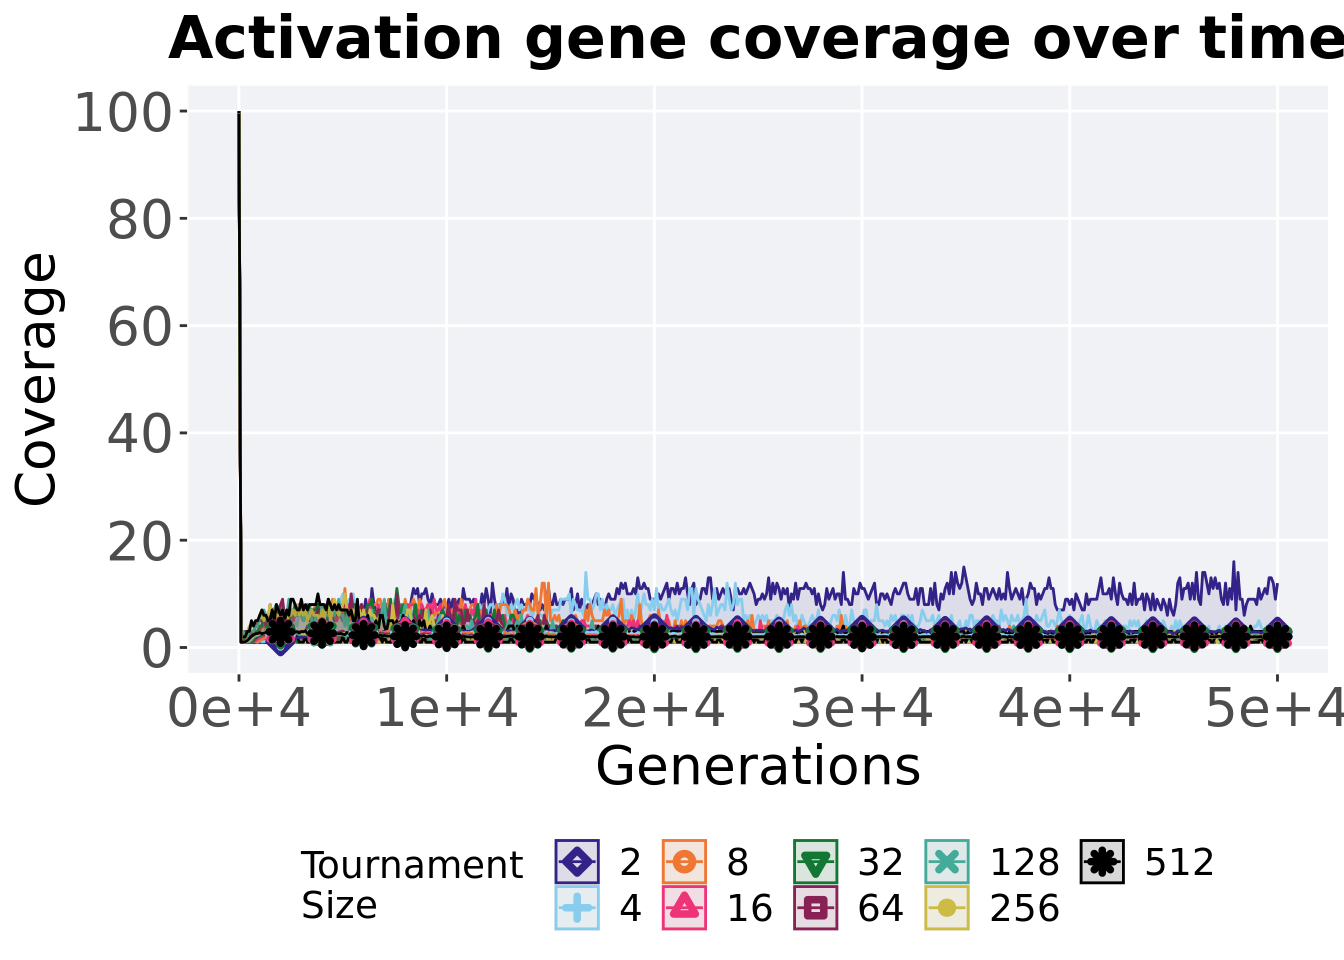 Activation gene coverage over time
100
80
60
40
20
0
Coverage
0e+4 1e+4 2e+4 3e+4 4e+4 5e+4
Generations
Tournament Size
2 8 32 128 512
4 16 64 256